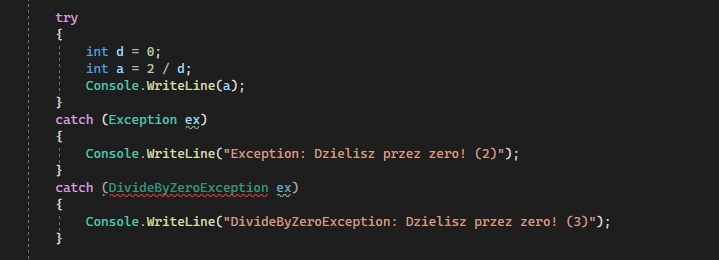 try
{
int d = 0;
int a = 2 / d;
Console.WriteLine(a);
}
catch (Exception ex)
{
Console.WriteLine("Exception: Dzielisz przez zero! (2)");
}
catch (DivideByZeroException ex)
{
Console.WriteLine("DivideByZeroException: Dzielisz przez zero! (3)");
}